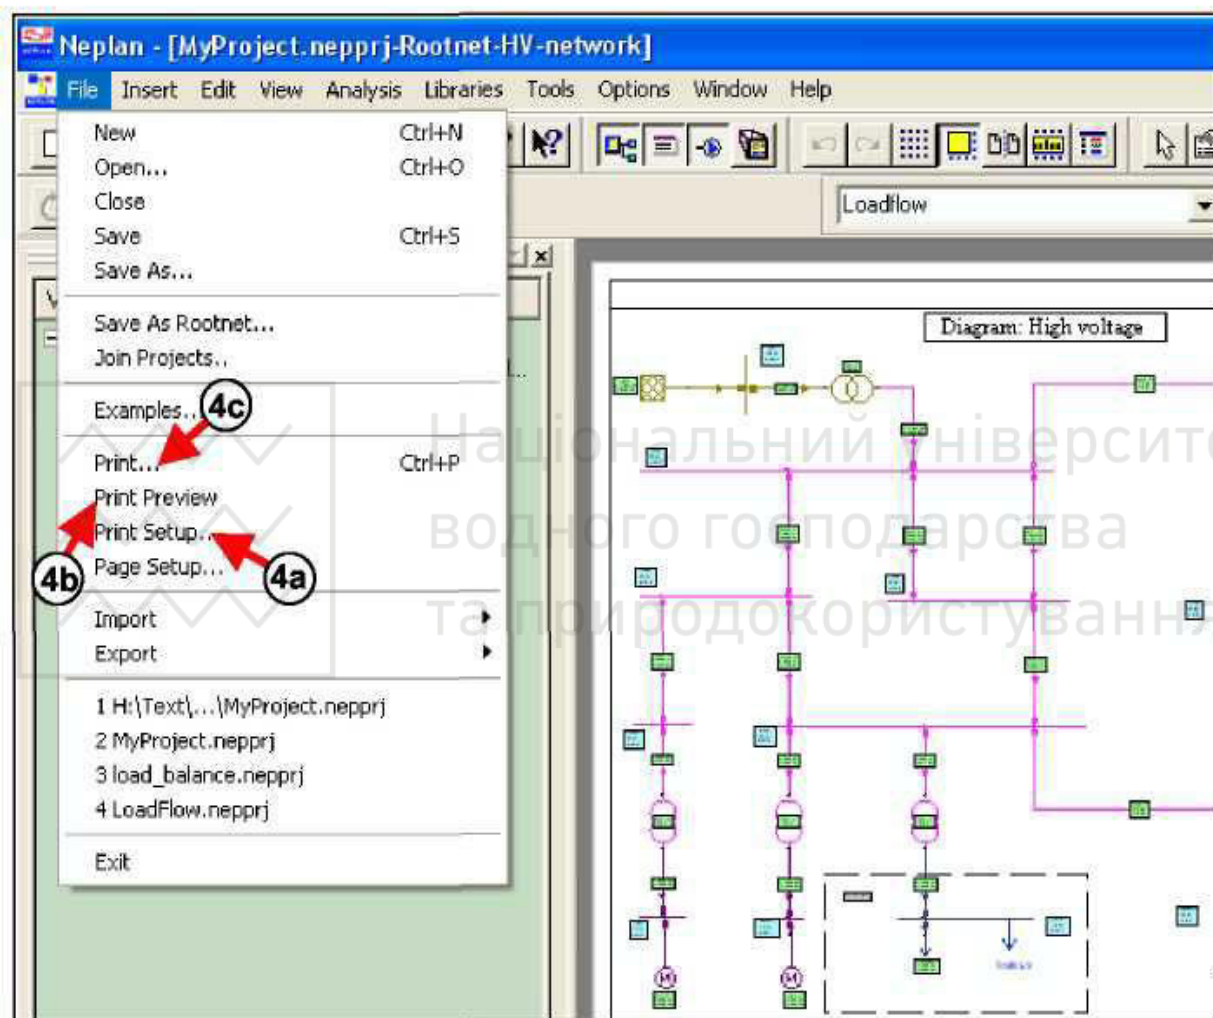 Neplan - [MyProject.nepprj-Rootnet-HV-network]
File Insert Edit View Analysis Libraries Tools Options Window Help
New Ctrl+N
Open... Ctrl+O
Close
Save Ctrl+S
Save As...
Loadflow
Save As Rootnet...
Join Projects..
Examples...
4c
Print... Ctrl+P
Print Preview
Print Setup...
Page Setup...
4b
4a
Import
Export
1 H:\Text\...\MyProject.nepprj
2 MyProject.nepprj
3 load_balance.nepprj
4 LoadFlow.nepprj
Exit
Diagram: High voltage
M M
Національний університ
водного господарства
та природокористування